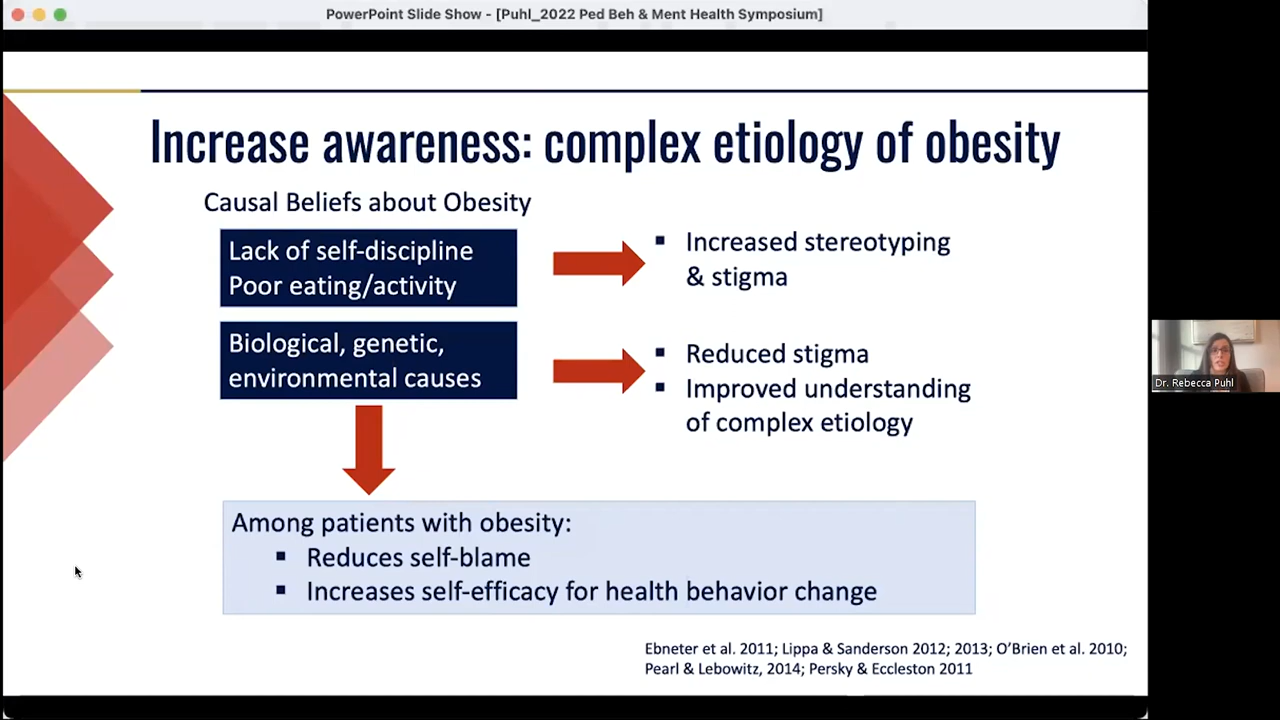 PowerPoint Slide Show - [Puhl_2022 Ped Beh & Ment Health Symposium]
Increase awareness: complex etiology of obesity
Causal Beliefs about Obesity
Lack of self-discipline
Poor eating/activity
▪ Increased stereotyping
& stigma
Biological, genetic,
environmental causes
▪ Reduced stigma
▪ Improved understanding
of complex etiology
Among patients with obesity:
▪ Reduces self-blame
▪ Increases self-efficacy for health behavior change
Ebneter et al. 2011; Lippa & Sanderson 2012; 2013; O’Brien et al. 2010;
Pearl & Lebowitz, 2014; Persky & Eccleston 2011
Dr. Rebecca Puhl